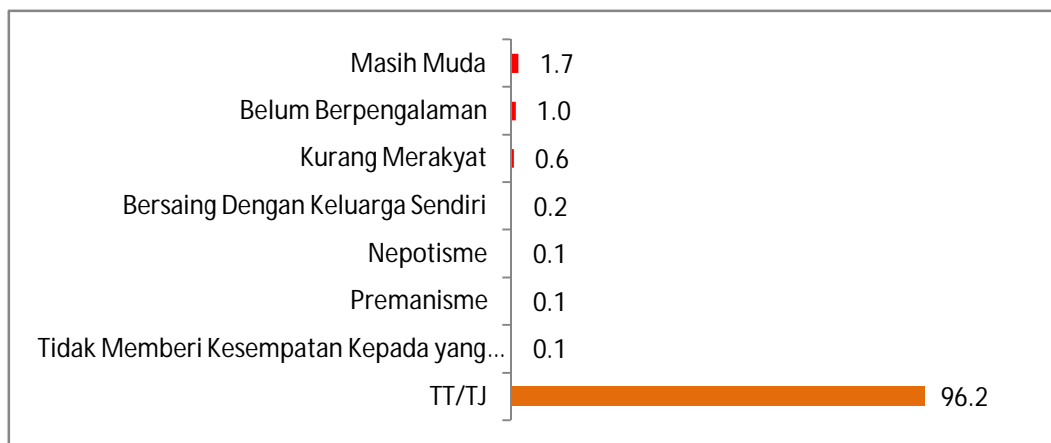 Masih Muda 1.7
Belum Berpengalaman 1.0
Kurang Merakyat 0.6
Bersaing Dengan Keluarga Sendiri 0.2
Nepotisme 0.1
Premanisme 0.1
Tidak Memberi Kesempatan Kepada yang... 0.1
TT/TJ 96.2